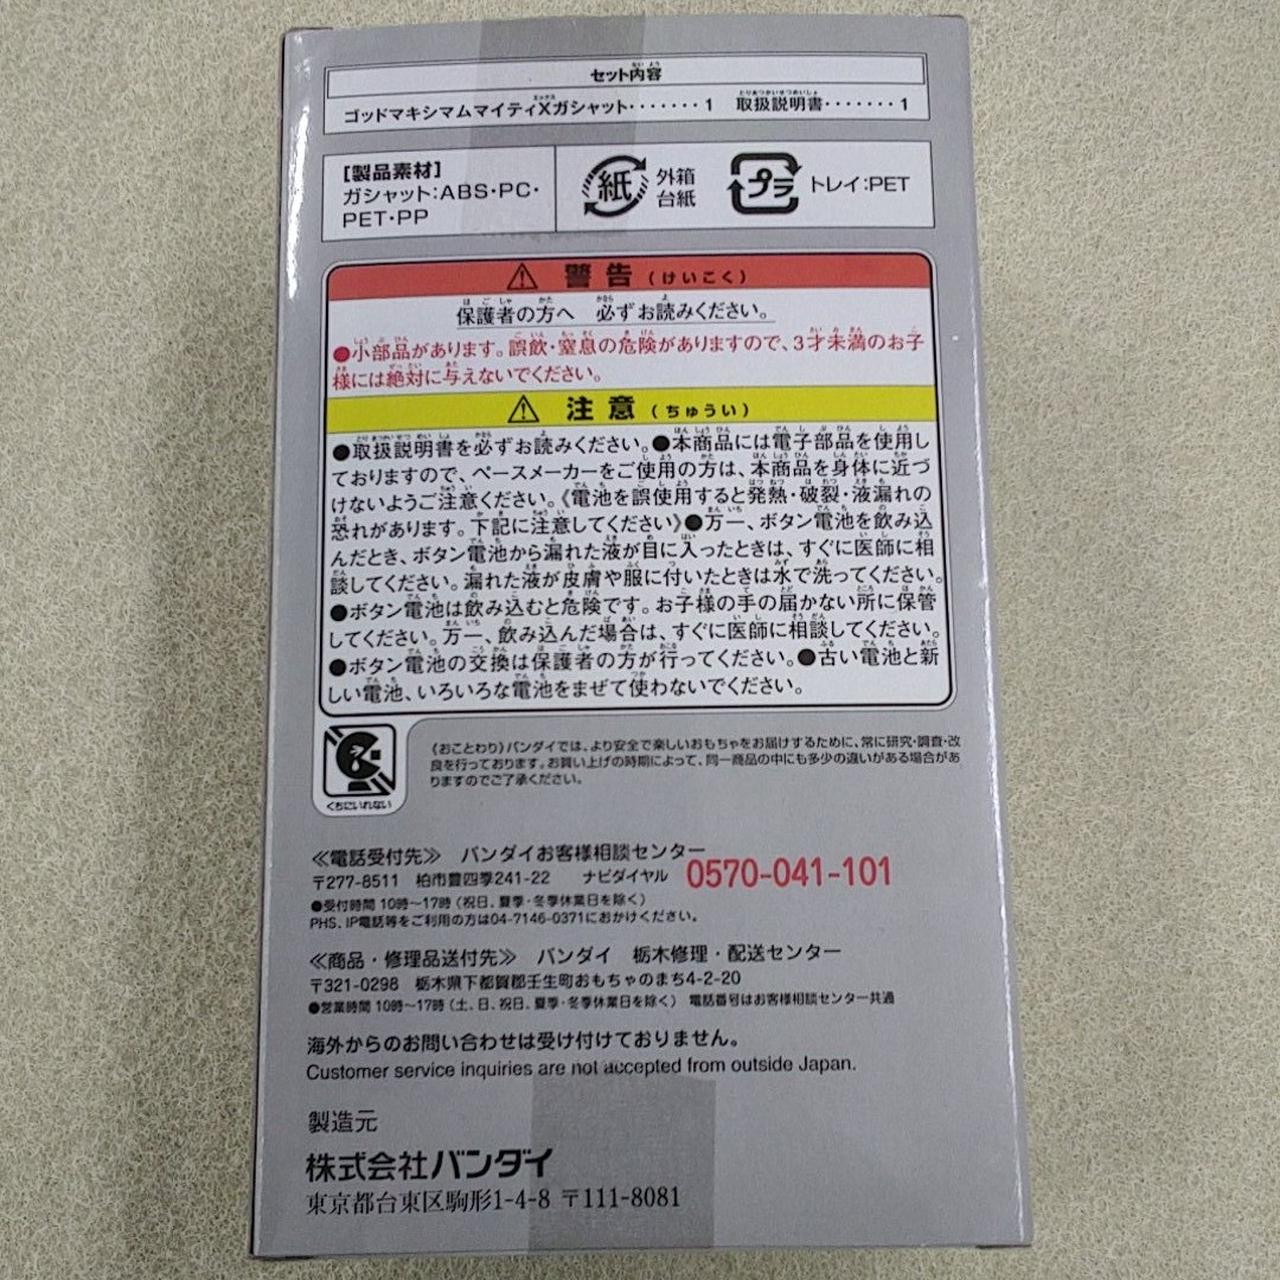 セット内容
ゴッドマキシマムマイティXガシャット・・・・・・・1　取扱説明書・・・・・・・1
[製品素材]
ガシャット：ABS・PC・
PET・PP
紙
外箱
台紙
プラ
トレイ：PET
警告（けいこく）
保護者の方へ　必ずお読みください。
●小部品があります。誤飲・窒息の危険がありますので、3才未満のお子
様には絶対に与えないでください。
注意（ちゅうい）
●取扱説明書を必ずお読みください。●本商品には電子部品を使用し
ておりますので、ペースメーカーをご使用の方は、本商品を身体に近づ
けないようご注意ください。《電池を誤使用すると発熱・破裂・液漏れの
恐れがあります。下記に注意してください》●万一、ボタン電池を飲み込
んだとき、ボタン電池から漏れた液が目に入ったときは、すぐに医師に相
談してください。漏れた液が皮膚や服に付いたときは水で洗ってください。
●ボタン電池は飲み込むと危険です。お子様の手の届かない所に保管
してください。万一、飲み込んだ場合は、すぐに医師に相談してください。
●ボタン電池の交換は保護者の方が行ってください。●古い電池と新
しい電池、いろいろな電池をまぜて使わないでください。
くちにいれない
《おことわり》バンダイでは、より安全で楽しいおもちゃをお届けするために、常に研究・調査・改
良を行っております。お買い上げの時期によって、同一商品の中にも多少の違いがある場合があ
りますのでご了承ください。
≪電話受付先≫　バンダイお客様相談センター
〒277-8511　柏市豊四季241-22　ナビダイヤル　0570-041-101
●受付時間 10時〜17時（祝日、夏季・冬季休業日を除く）
PHS、IP電話等をご利用の方は04-7146-0371におかけください。
≪商品・修理品送付先≫　バンダイ　栃木修理・配送センター
〒321-0298　栃木県下都賀郡壬生町おもちゃのまち4-2-20
●営業時間 10時〜17時（土、日、祝日、夏季・冬季休業日を除く）　電話番号はお客様相談センター共通
海外からのお問い合わせは受け付けておりません。
Customer service inquiries are not accepted from outside Japan.
製造元
株式会社バンダイ
東京都台東区駒形1-4-8 〒111-8081